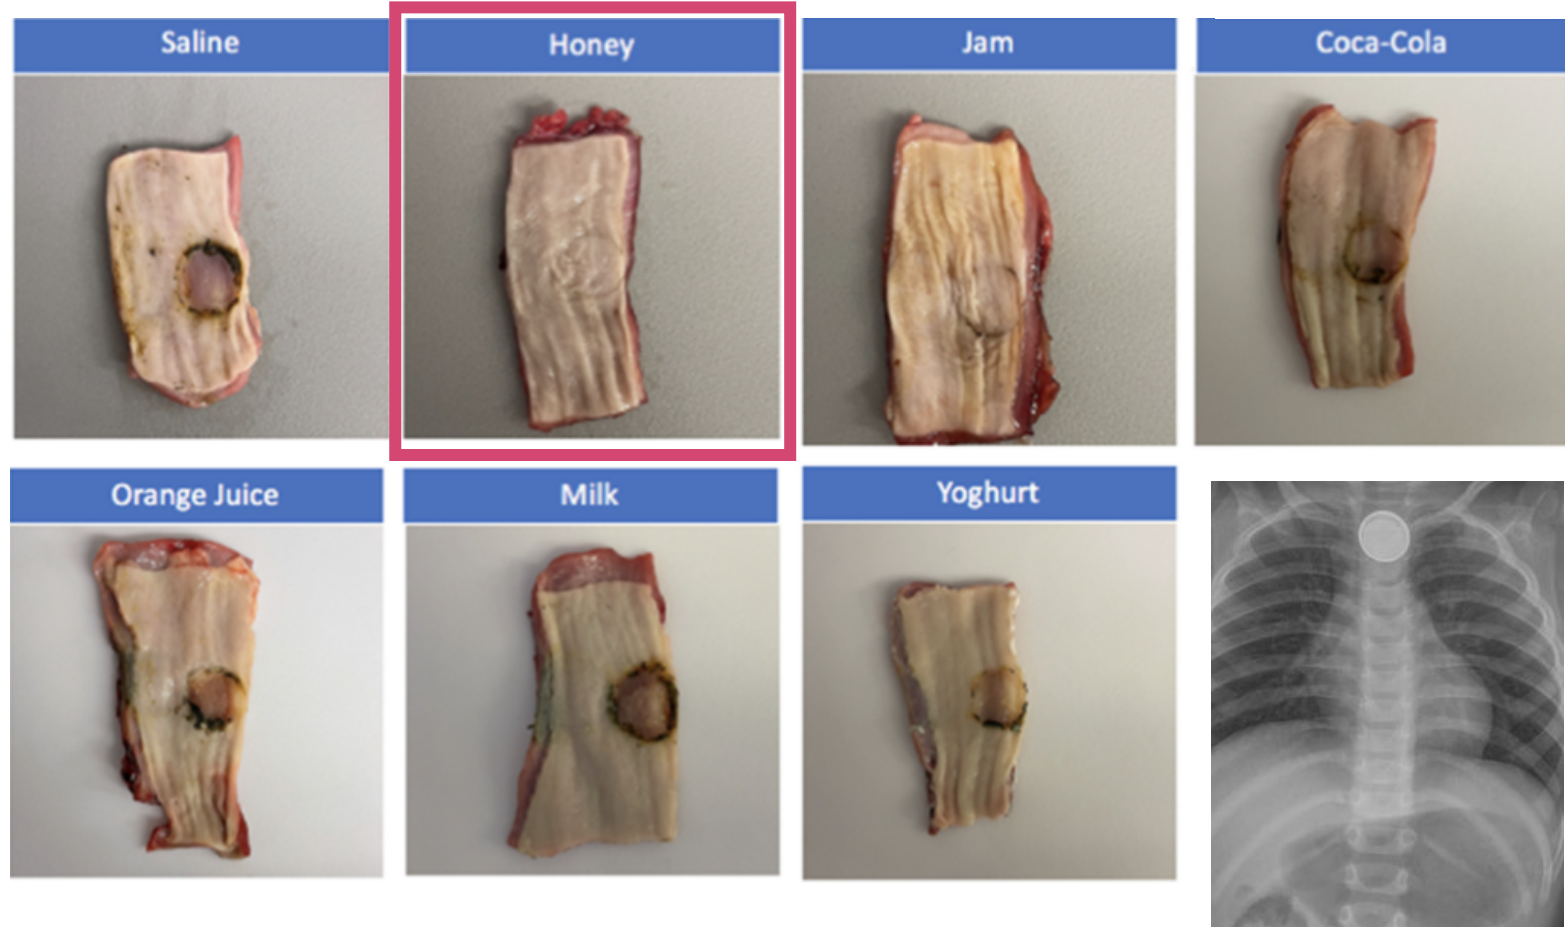 Saline
Honey
Jam
Coca-Cola
Orange Juice
Milk
Yoghurt